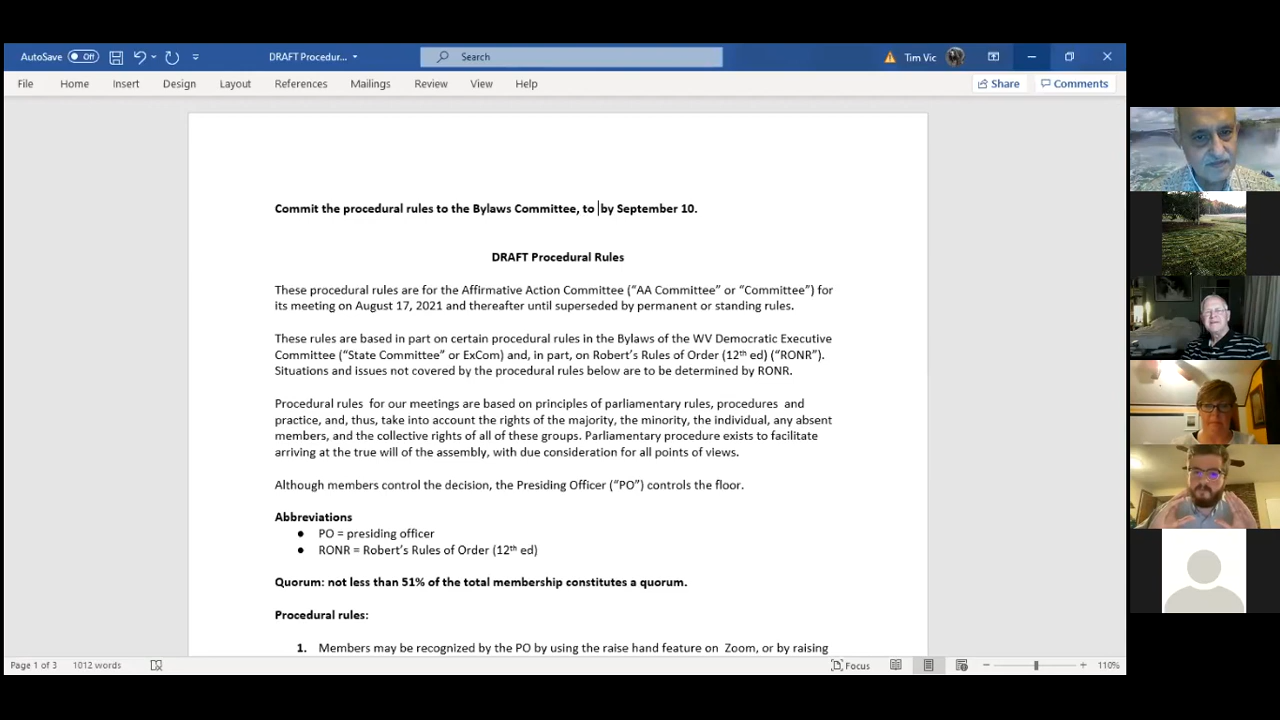 AutoSave Off DRAFT Procedur... Search Tim Vic
File Home Insert Design Layout References Mailings Review View Help Share Comments
Commit the procedural rules to the Bylaws Committee, to by September 10.
DRAFT Procedural Rules
These procedural rules are for the Affirmative Action Committee (“AA Committee” or “Committee”) for
its meeting on August 17, 2021 and thereafter until superseded by permanent or standing rules.
These rules are based in part on certain procedural rules in the Bylaws of the WV Democratic Executive
Committee (“State Committee” or ExCom) and, in part, on Robert’s Rules of Order (12th ed) (“RONR”).
Situations and issues not covered by the procedural rules below are to be determined by RONR.
Procedural rules for our meetings are based on principles of parliamentary rules, procedures and
practice, and, thus, take into account the rights of the majority, the minority, the individual, any absent
members, and the collective rights of all of these groups. Parliamentary procedure exists to facilitate
arriving at the true will of the assembly, with due consideration for all points of views.
Although members control the decision, the Presiding Officer (“PO”) controls the floor.
Abbreviations
● PO = presiding officer
● RONR = Robert’s Rules of Order (12th ed)
Quorum: not less than 51% of the total membership constitutes a quorum.
Procedural rules:
1. Members may be recognized by the PO by using the raise hand feature on Zoom, or by raising
Page 1 of 3 1012 words Focus 110%